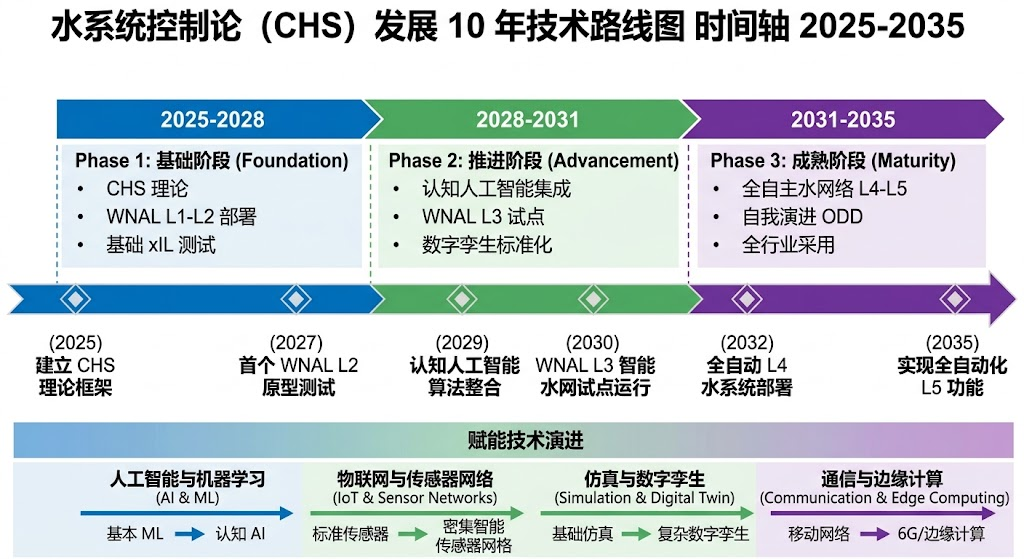 水系统控制论（CHS）发展 10 年技术路线图 时间轴 2025-2035
2025-2028
2028-2031
2031-2035
Phase 1: 基础阶段 (Foundation)
• CHS 理论
• WNAL L1-L2 部署
• 基础 xIL 测试
Phase 2: 推进阶段 (Advancement)
• 认知人工智能集成
• WNAL L3 试点
• 数字孪生标准化
Phase 3: 成熟阶段 (Maturity)
• 全自主水网络 L4-L5
• 自我演进 ODD
• 全行业采用
(2025)
建立 CHS
理论框架
(2027)
首个 WNAL L2
原型测试
(2029)
认知人工智能
算法整合
(2030)
WNAL L3 智能
水网试点运行
(2032)
全自动 L4
水系统部署
(2035)
实现全自动化
L5 功能
赋能技术演进
人工智能与机器学习
(AI & ML)
基本 ML
认知 AI
物联网与传感器网络
(IoT & Sensor Networks)
标准传感器
密集智能
传感器网格
仿真与数字孪生
(Simulation & Digital Twin)
基础仿真
复杂数字孪生
通信与边缘计算
(Communication & Edge Computing)
移动网络
6G/边缘计算